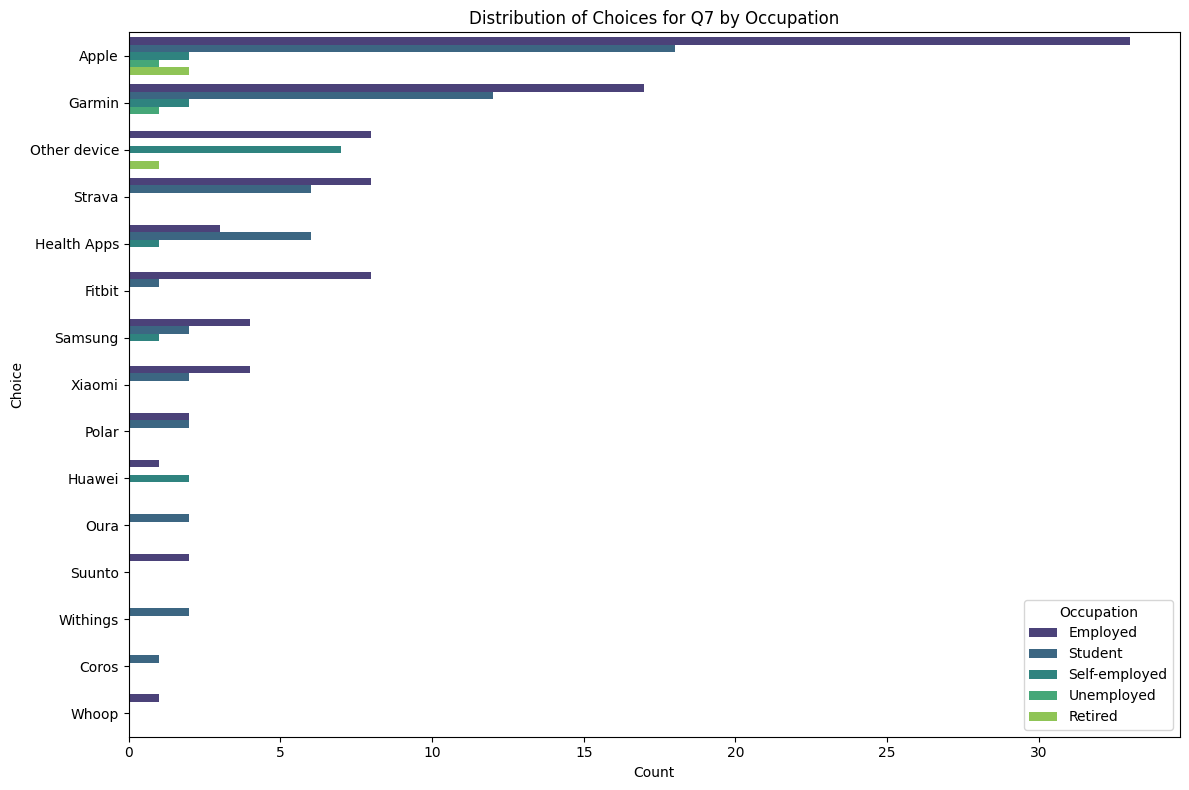 Distribution of Choices for Q7 by Occupation
Choice
Apple
Garmin
Other device
Strava
Health Apps
Fitbit
Samsung
Xiaomi
Polar
Huawei
Oura
Suunto
Withings
Coros
Whoop
Occupation
Employed
Student
Self-employed
Unemployed
Retired
0 5 10 15 20 25 30
Count